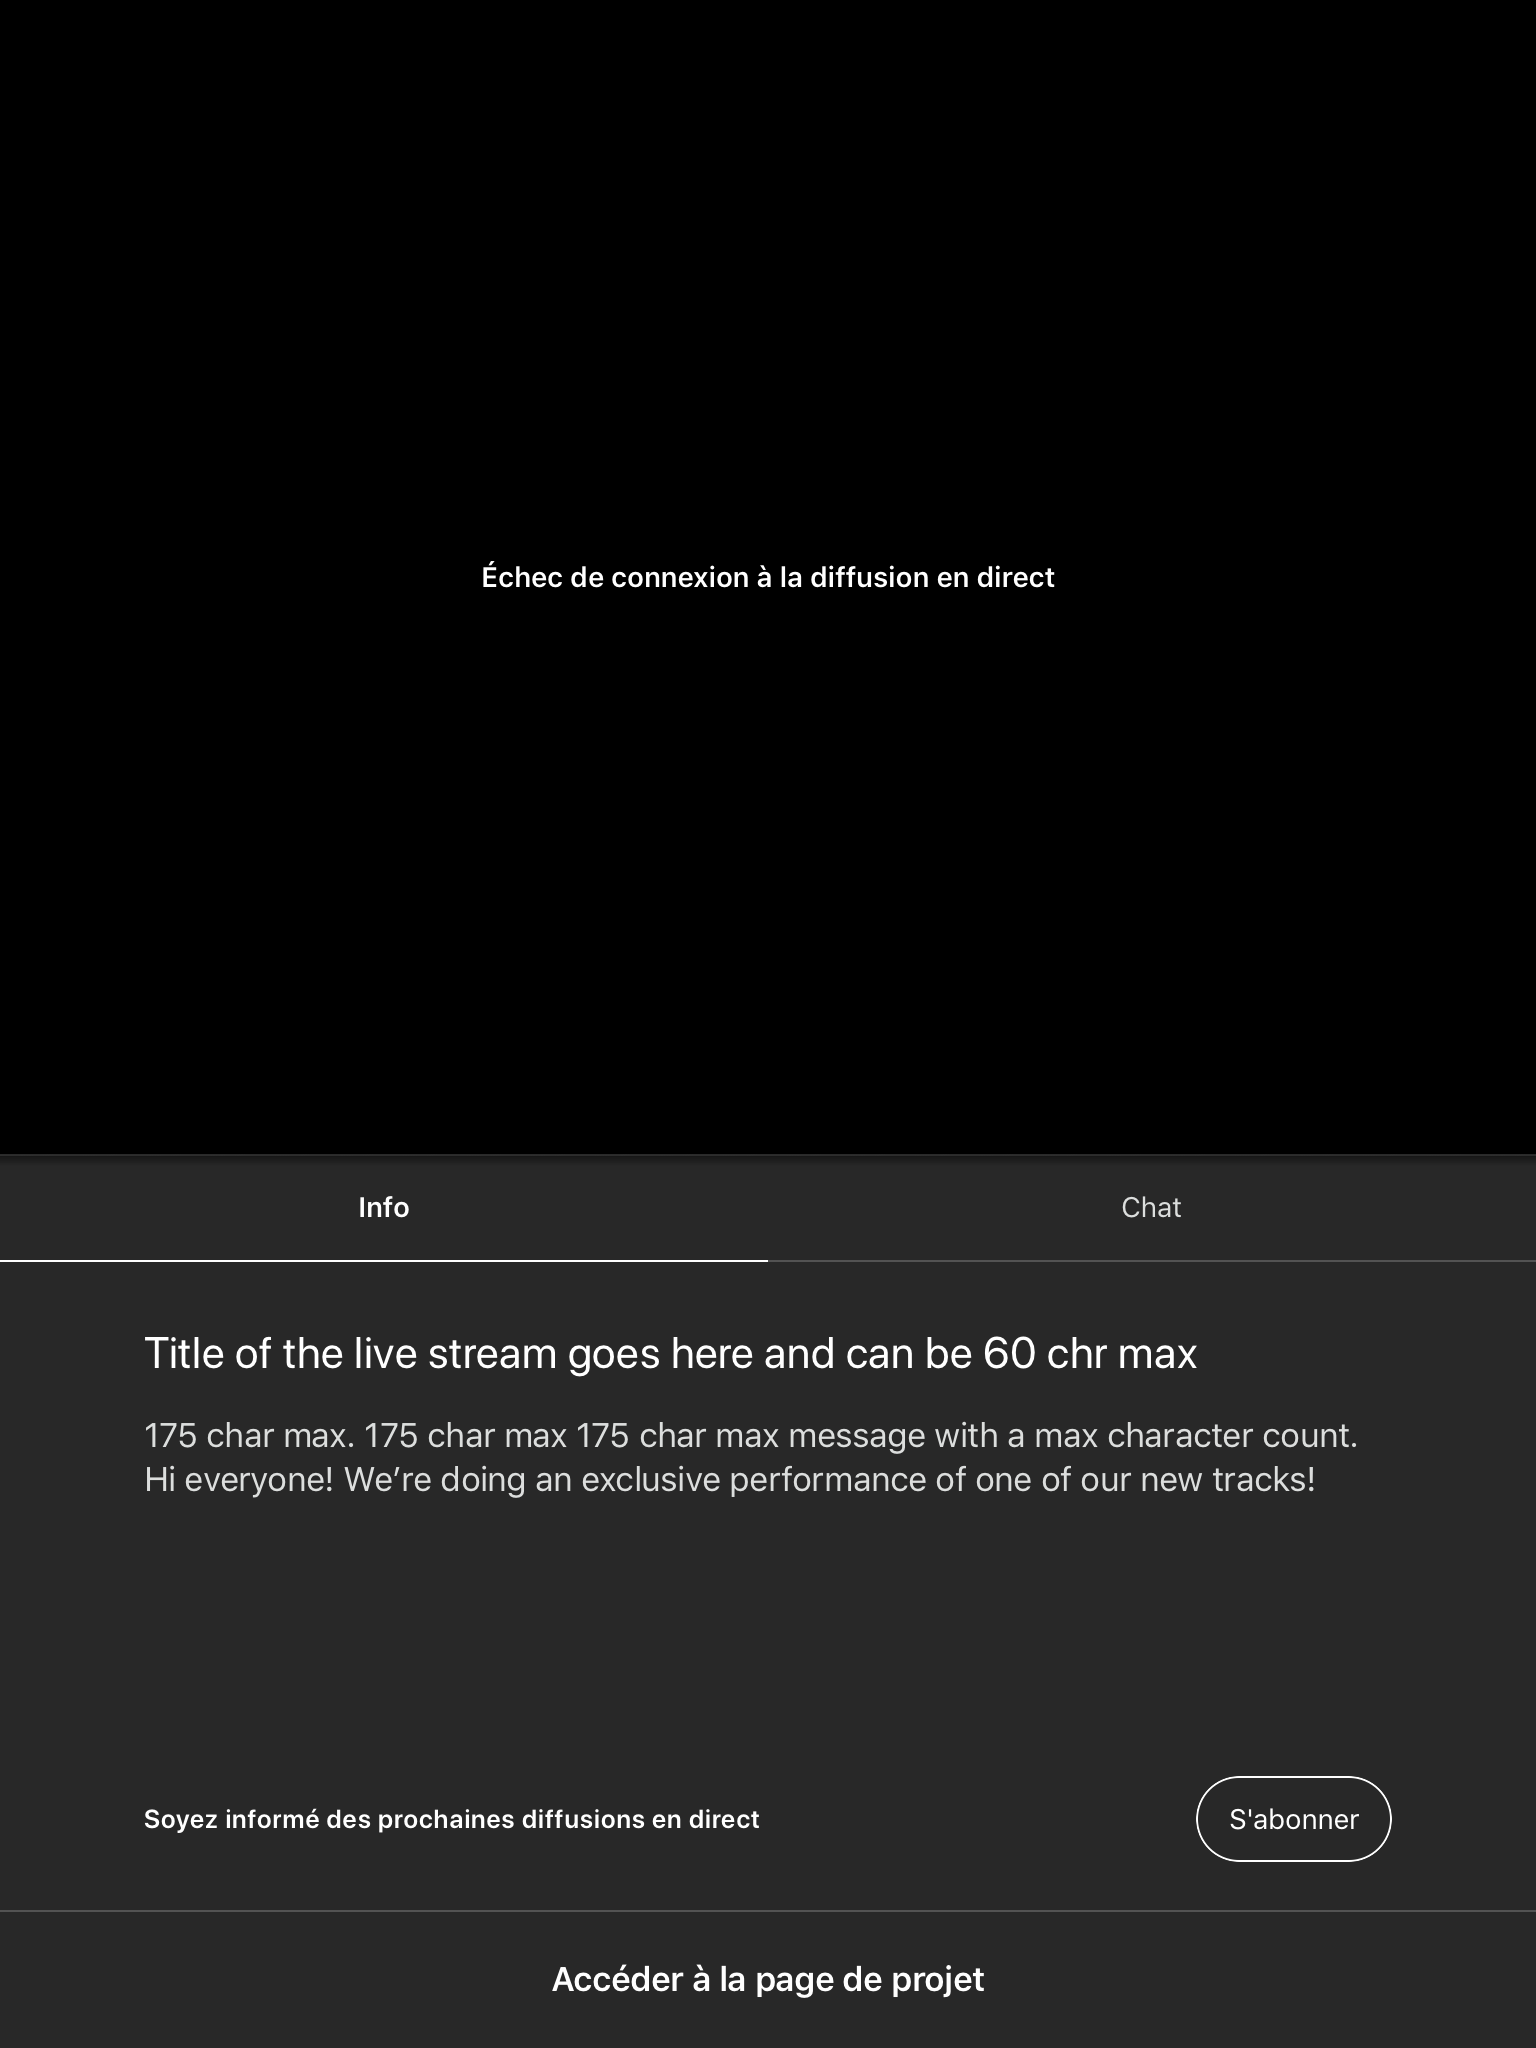 Échec de connexion à la diffusion en direct
Info
Chat
Title of the live stream goes here and can be 60 chr max
175 char max. 175 char max 175 char max message with a max character count.
Hi everyone! We’re doing an exclusive performance of one of our new tracks!
Soyez informé des prochaines diffusions en direct
S'abonner
Accéder à la page de projet